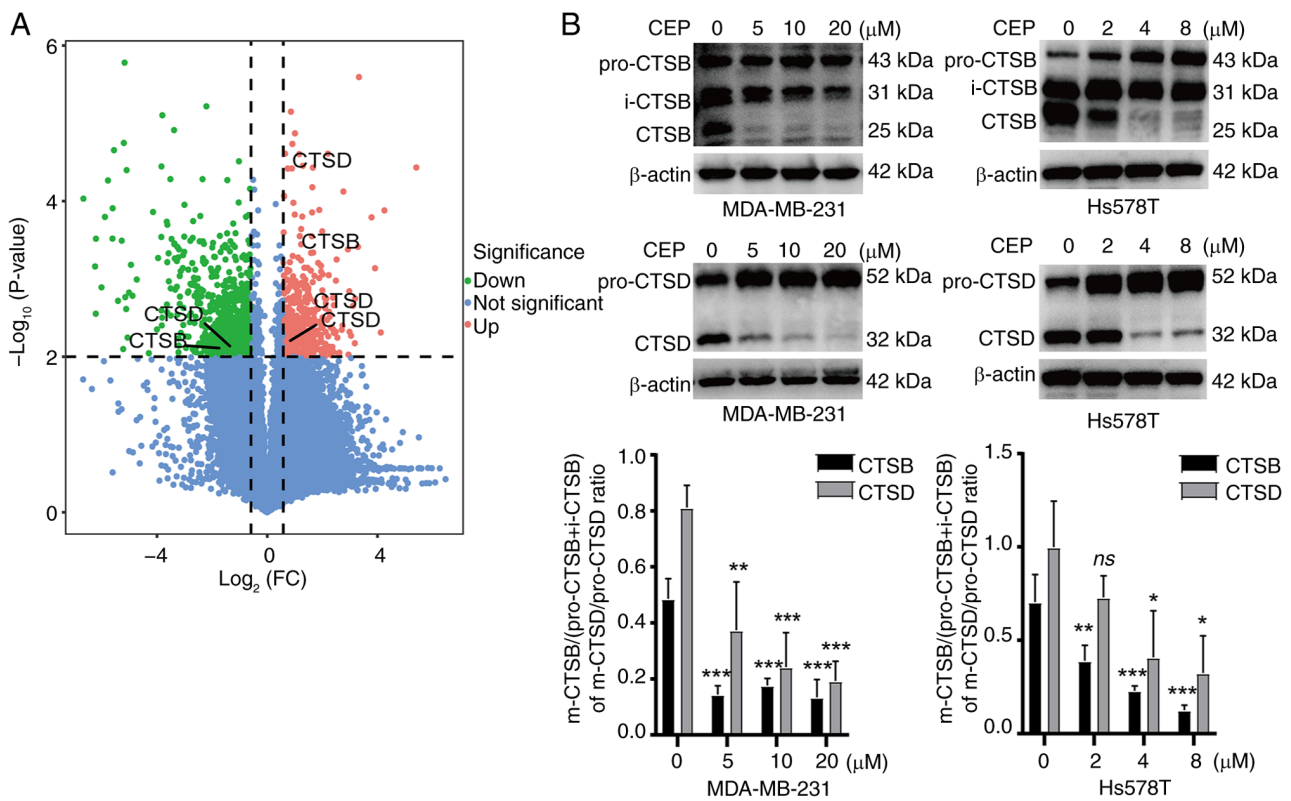 A
6
4
2
0
−Log10 (P-value)
−4 0 4
Log2 (FC)
CTSD
CTSB
CTSD
CTSD
CTSD
CTSB
Significance
Down
Not significant
Up
B
CEP 0 5 10 20 (μM)
pro-CTSB 43 kDa
i-CTSB 31 kDa
CTSB 25 kDa
β-actin 42 kDa
MDA-MB-231
CEP 0 2 4 8 (μM)
pro-CTSB 43 kDa
i-CTSB 31 kDa
CTSB 25 kDa
β-actin 42 kDa
Hs578T
CEP 0 5 10 20 (μM)
pro-CTSD 52 kDa
CTSD 32 kDa
β-actin 42 kDa
MDA-MB-231
CEP 0 2 4 8 (μM)
pro-CTSD 52 kDa
CTSD 32 kDa
β-actin 42 kDa
Hs578T
m-CTSB/(pro-CTSB+i-CTSB)
of m-CTSD/pro-CTSD ratio
1.0
0.8
0.6
0.4
0.2
0.0
CTSB
CTSD
*** ** *** *** *** ***
0 5 10 20 (μM)
MDA-MB-231
m-CTSB/(pro-CTSB+i-CTSB)
of m-CTSD/pro-CTSD ratio
1.5
1.0
0.5
0.0
CTSB
CTSD
** ns *** * *** *
0 2 4 8 (μM)
Hs578T